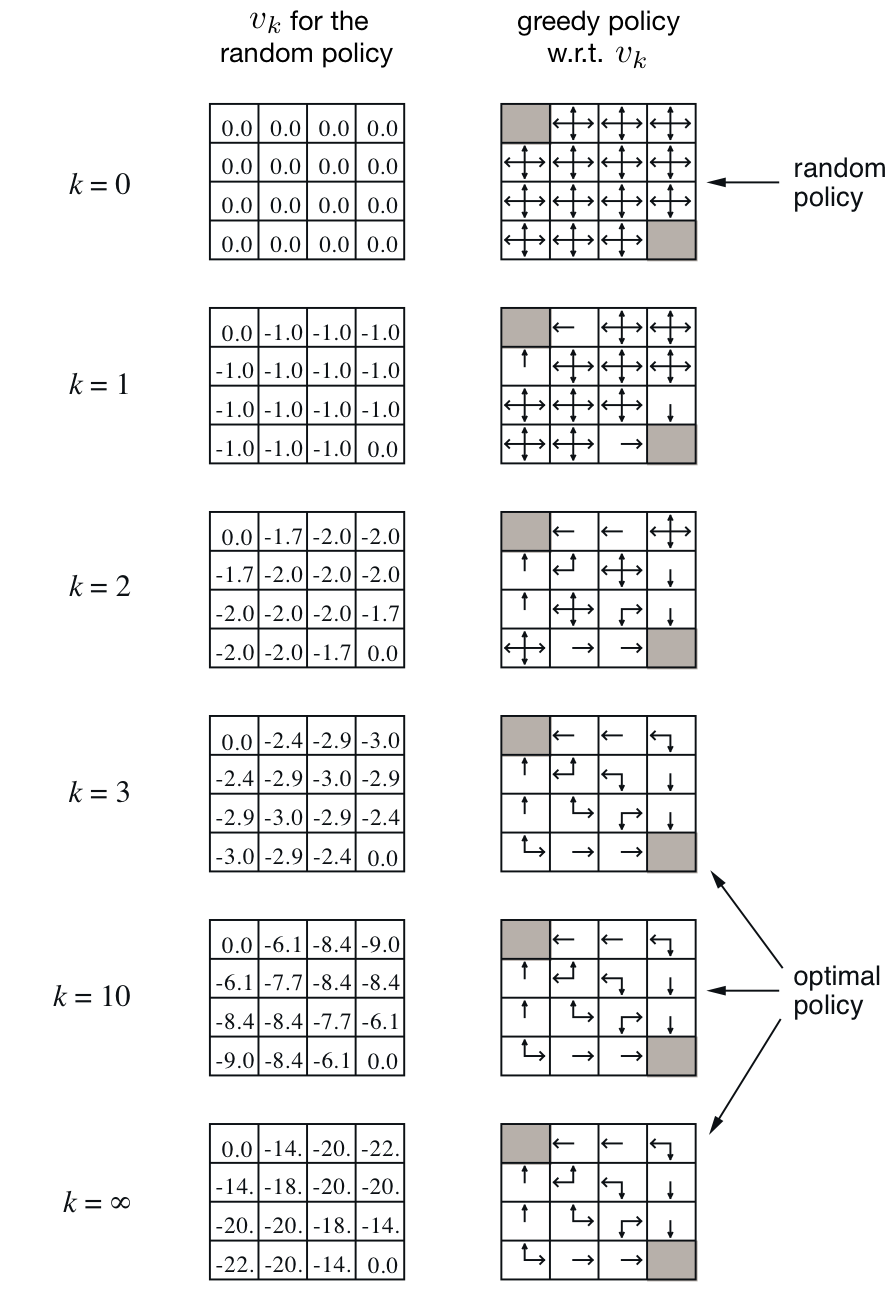 v_k for the
random policy
greedy policy
w.r.t. v_k
k = 0
0.0 0.0 0.0 0.0
0.0 0.0 0.0 0.0
0.0 0.0 0.0 0.0
0.0 0.0 0.0 0.0
random
policy
k = 1
0.0 -1.0 -1.0 -1.0
-1.0 -1.0 -1.0 -1.0
-1.0 -1.0 -1.0 -1.0
-1.0 -1.0 -1.0 0.0
k = 2
0.0 -1.7 -2.0 -2.0
-1.7 -2.0 -2.0 -2.0
-2.0 -2.0 -2.0 -1.7
-2.0 -2.0 -1.7 0.0
k = 3
0.0 -2.4 -2.9 -3.0
-2.4 -2.9 -3.0 -2.9
-2.9 -3.0 -2.9 -2.4
-3.0 -2.9 -2.4 0.0
k = 10
0.0 -6.1 -8.4 -9.0
-6.1 -7.7 -8.4 -8.4
-8.4 -8.4 -7.7 -6.1
-9.0 -8.4 -6.1 0.0
optimal
policy
k = ∞
0.0 -14. -20. -22.
-14. -18. -20. -20.
-20. -20. -18. -14.
-22. -20. -14. 0.0